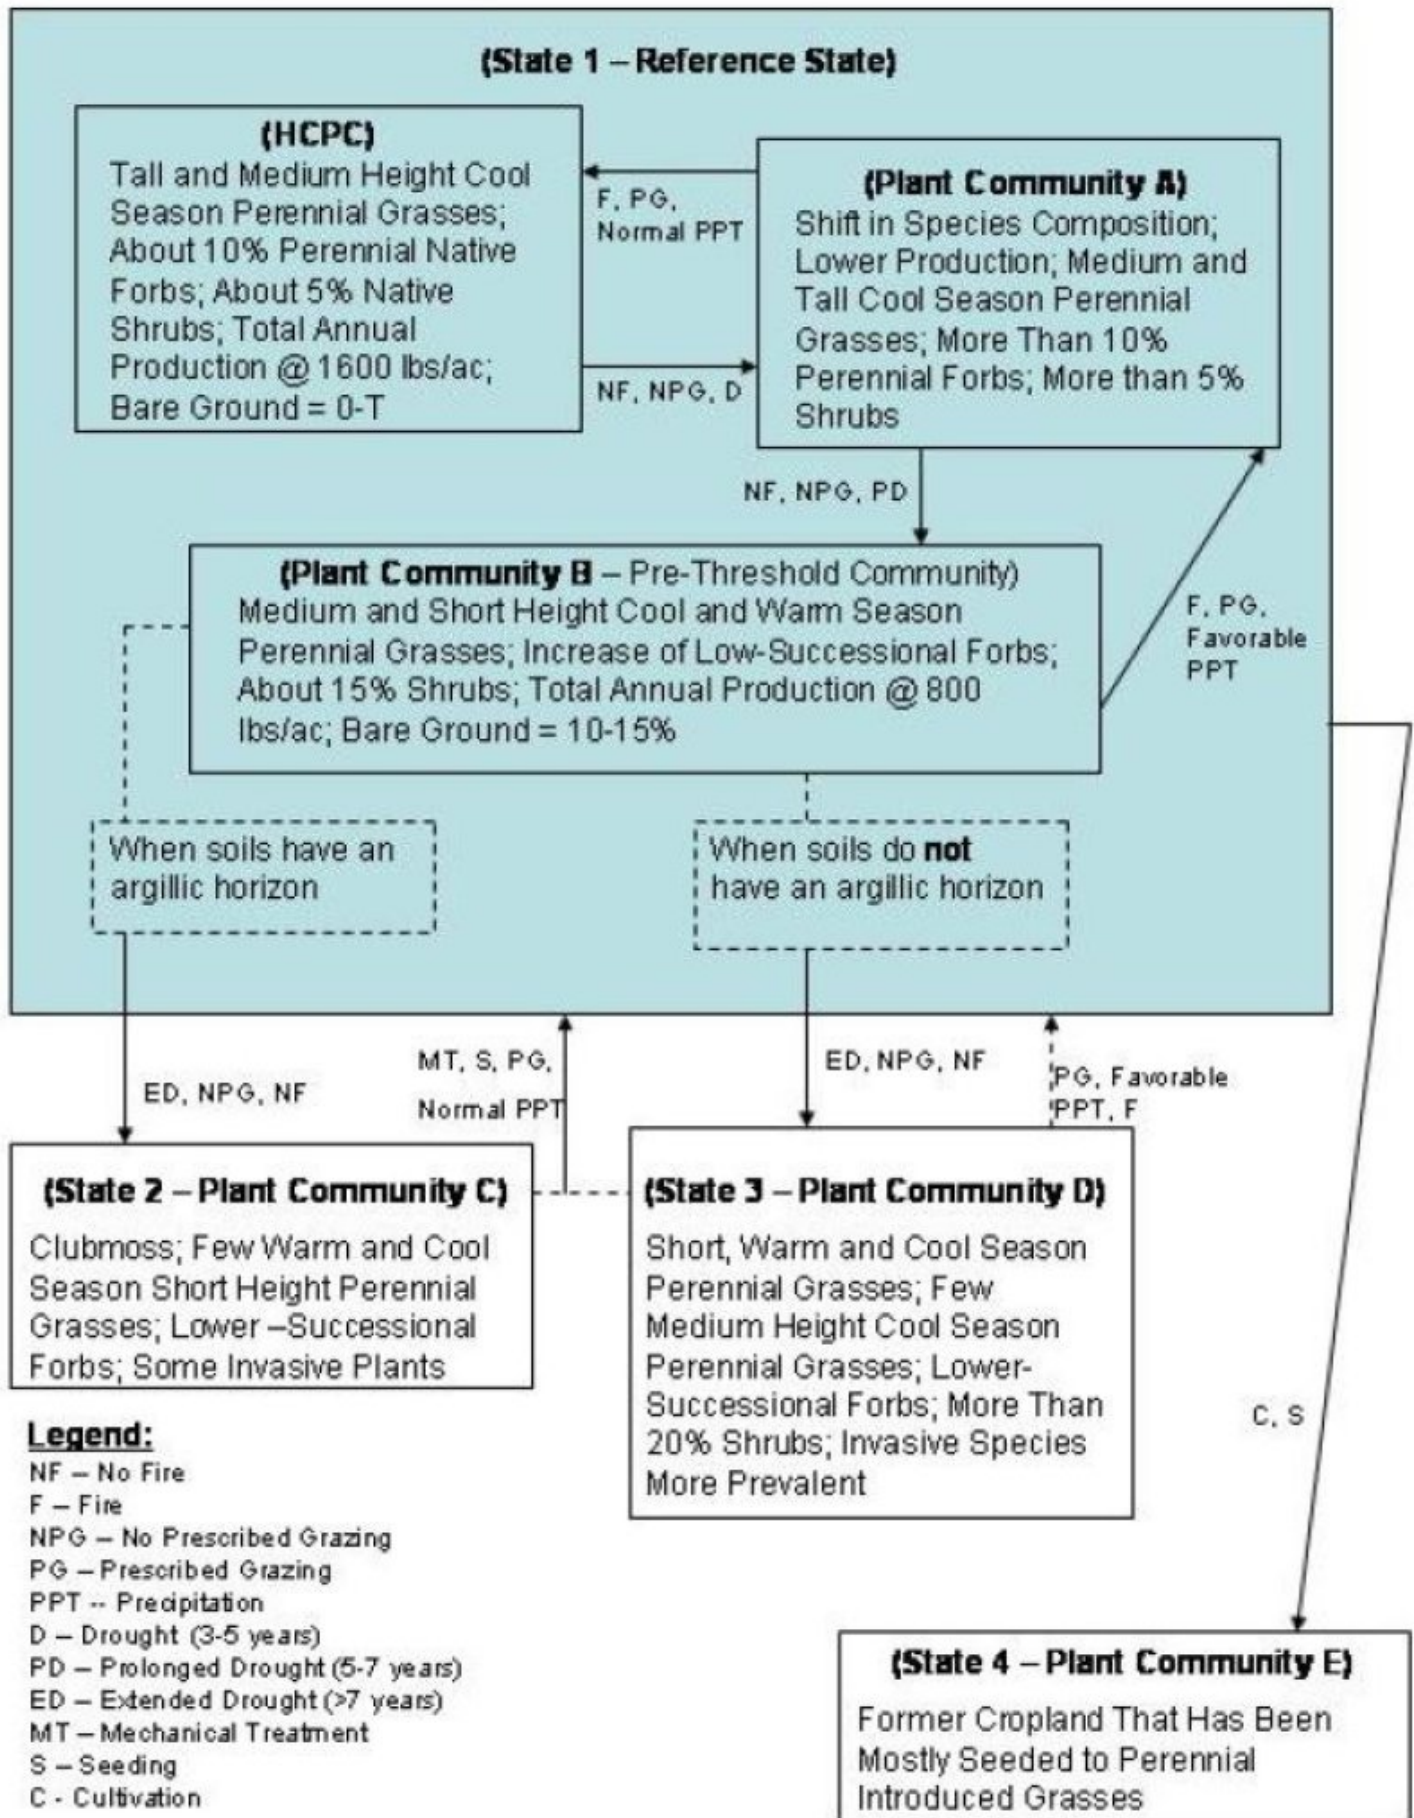 (State 1 – Reference State)
(HCPC)
Tall and Medium Height Cool
Season Perennial Grasses;
About 10% Perennial Native
Forbs; About 5% Native
Shrubs; Total Annual
Production @ 1600 lbs/ac;
Bare Ground = 0-T
F, PG,
Normal PPT
NF, NPG, D
(Plant Community A)
Shift in Species Composition;
Lower Production; Medium and
Tall Cool Season Perennial
Grasses; More Than 10%
Perennial Forbs; More than 5%
Shrubs
NF, NPG, PD
(Plant Community B – Pre-Threshold Community)
Medium and Short Height Cool and Warm Season
Perennial Grasses; Increase of Low-Successional Forbs;
About 15% Shrubs; Total Annual Production @ 800
lbs/ac; Bare Ground = 10-15%
F, PG,
Favorable
PPT
When soils have an
argillic horizon
When soils do not
have an argillic horizon
ED, NPG, NF
MT, S, PG,
Normal PPT
ED, NPG, NF
PG, Favorable
PPT, F
(State 2 – Plant Community C)
Clubmoss; Few Warm and Cool
Season Short Height Perennial
Grasses; Lower –Successional
Forbs; Some Invasive Plants
(State 3 – Plant Community D)
Short, Warm and Cool Season
Perennial Grasses; Few
Medium Height Cool Season
Perennial Grasses; Lower-
Successional Forbs; More Than
20% Shrubs; Invasive Species
More Prevalent
C, S
Legend:
NF – No Fire
F – Fire
NPG – No Prescribed Grazing
PG – Prescribed Grazing
PPT -- Precipitation
D – Drought (3-5 years)
PD – Prolonged Drought (5-7 years)
ED – Extended Drought (>7 years)
MT – Mechanical Treatment
S – Seeding
C - Cultivation
(State 4 – Plant Community E)
Former Cropland That Has Been
Mostly Seeded to Perennial
Introduced Grasses